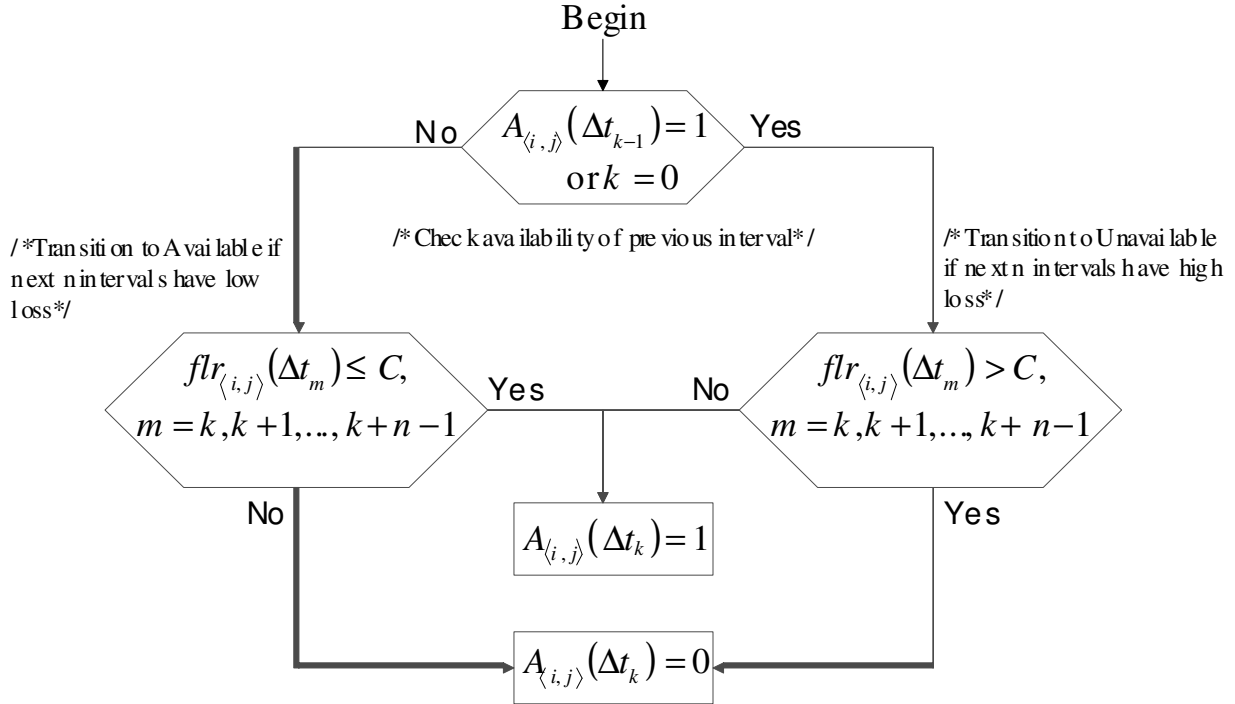 Begin
A⟨i,j⟩(Δt_{k−1}) = 1
or k = 0
No
Yes
/*Transition to Available if
next n intervals have low
loss*/
/* Check availability of previous interval*/
/* Transition to Unavailable
if next n intervals have high
loss*/
flr⟨i,j⟩(Δt_m) ≤ C,
m = k, k + 1,..., k + n − 1
Yes
No
flr⟨i,j⟩(Δt_m) > C,
m = k, k + 1,..., k + n − 1
No
Yes
A⟨i,j⟩(Δt_k) = 1
A⟨i,j⟩(Δt_k) = 0